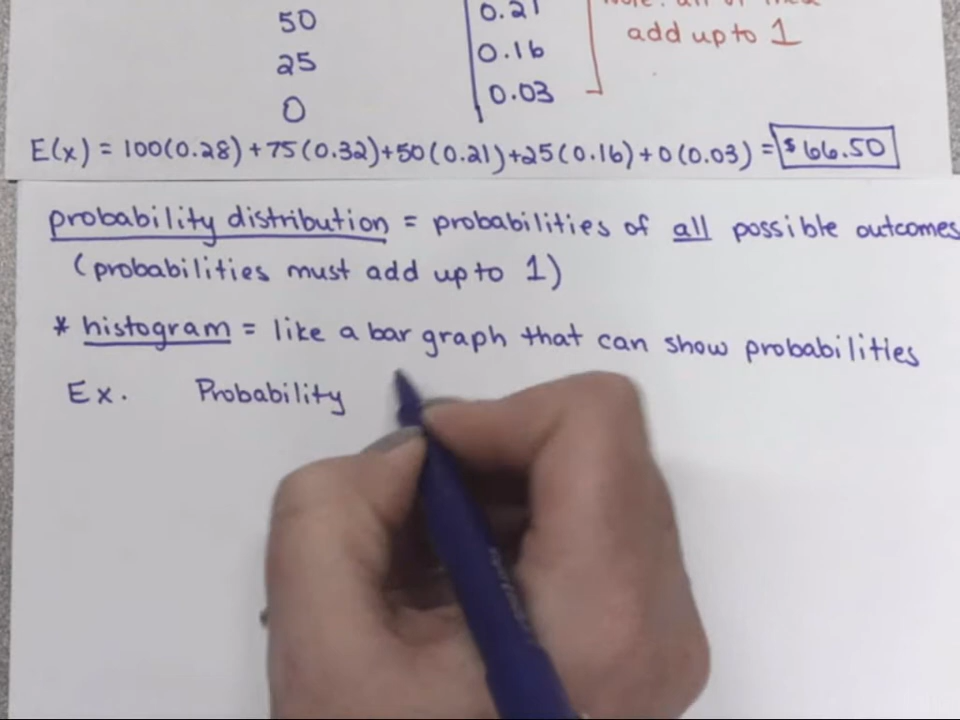 50 0.21
25 0.16 add up to 1
0 0.03
E(x) = 100(0.28)+75(0.32)+50(0.21)+25(0.16)+0(0.03) = $66.50
probability distribution = probabilities of all possible outcomes
(probabilities must add up to 1)
* histogram = like a bar graph that can show probabilities
Ex. Probability